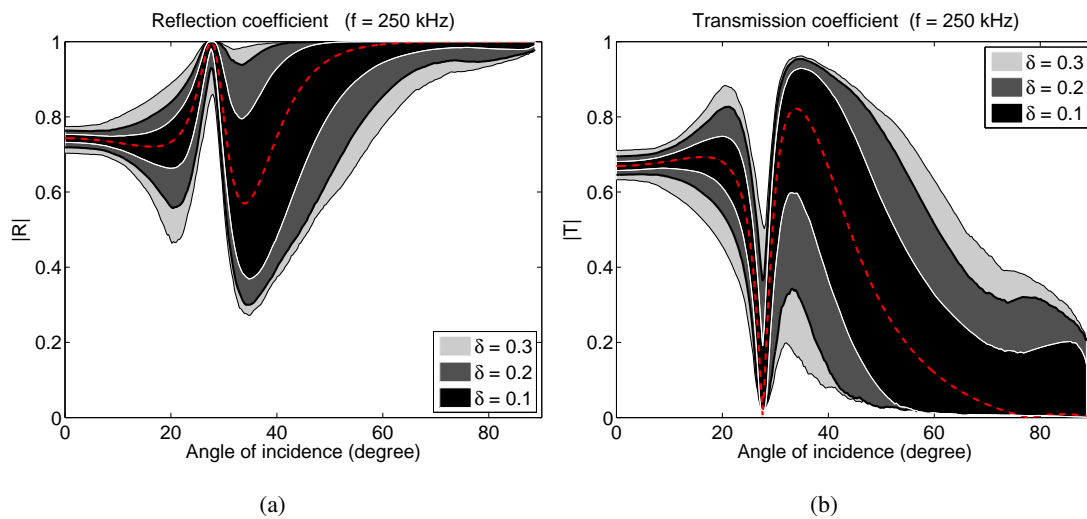 Reflection coefficient (f = 250 kHz)
1
0.8
0.6
0.4
0.2
0
|R|
δ = 0.3
δ = 0.2
δ = 0.1
0 20 40 60 80
Angle of incidence (degree)
(a)
Transmission coefficient (f = 250 kHz)
1
0.8
0.6
0.4
0.2
0
|T|
δ = 0.3
δ = 0.2
δ = 0.1
0 20 40 60 80
Angle of incidence (degree)
(b)